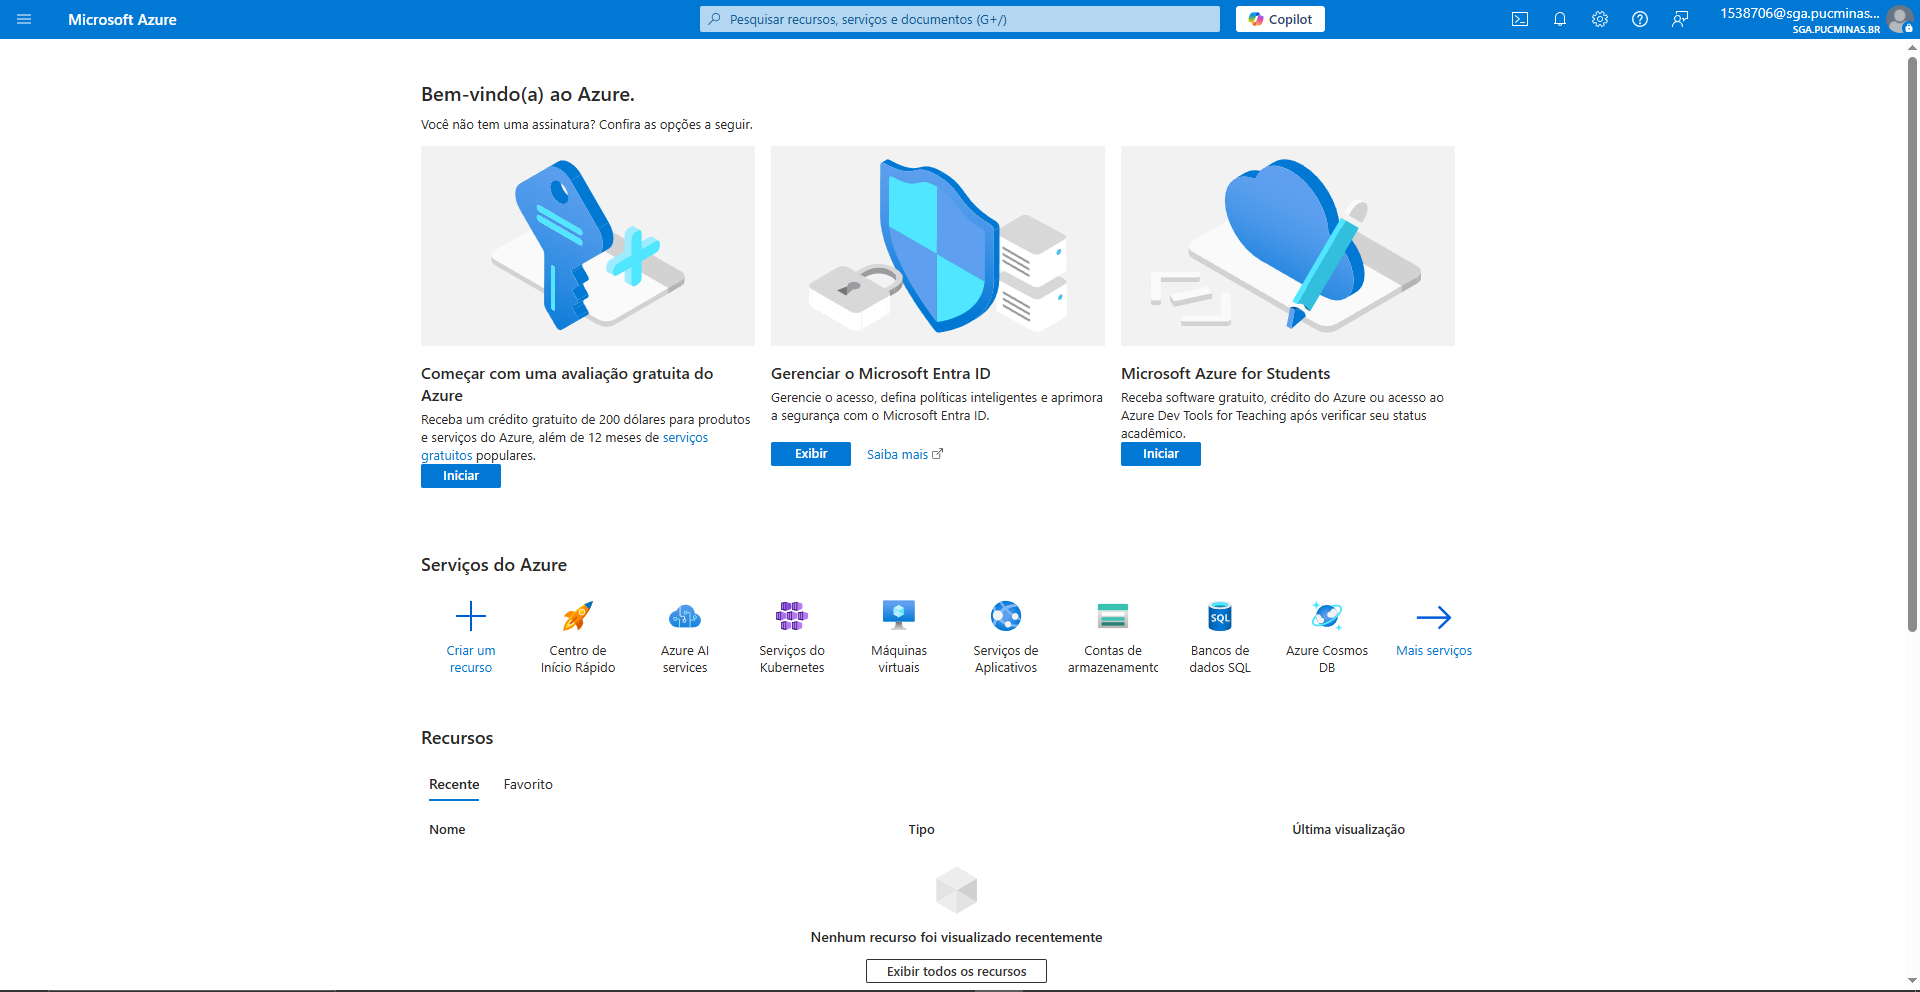 Microsoft Azure
Pesquisar recursos, serviços e documentos (G+/)
Copilot
1538706@sga.pucminas...
SGA.PUCMINAS.BR
Bem-vindo(a) ao Azure.
Você não tem uma assinatura? Confira as opções a seguir.
Começar com uma avaliação gratuita do
Azure
Receba um crédito gratuito de 200 dólares para produtos
e serviços do Azure, além de 12 meses de serviços
gratuitos populares.
Iniciar
Gerenciar o Microsoft Entra ID
Gerencie o acesso, defina políticas inteligentes e aprimora
a segurança com o Microsoft Entra ID.
Exibir
Saiba mais
Microsoft Azure for Students
Receba software gratuito, crédito do Azure ou acesso ao
Azure Dev Tools for Teaching após verificar seu status
acadêmico.
Iniciar
Serviços do Azure
Criar um
recurso
Centro de
Início Rápido
Azure AI
services
Serviços do
Kubernetes
Máquinas
virtuais
Serviços de
Aplicativos
Contas de
armazenamento
SQL
Bancos de
dados SQL
Azure Cosmos
DB
Mais serviços
Recursos
Recente
Favorito
Nome
Tipo
Última visualização
Nenhum recurso foi visualizado recentemente
Exibir todos os recursos